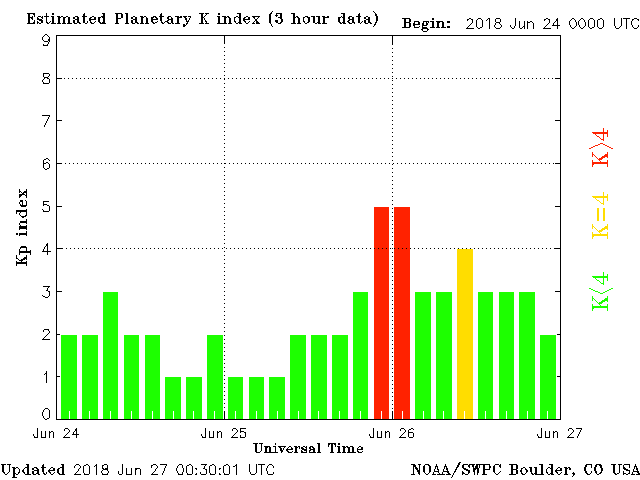 Estimated Planetary K index (3 hour data)
Begin: 2018 Jun 24 0000 UTC
9
8
7
6
5
4
3
2
1
0
Kp index
K>4
K=4
K<4
Jun 24 Jun 25 Jun 26 Jun 27
Universal Time
Updated 2018 Jun 27 00:30:01 UTC
NOAA/SWPC Boulder, CO USA